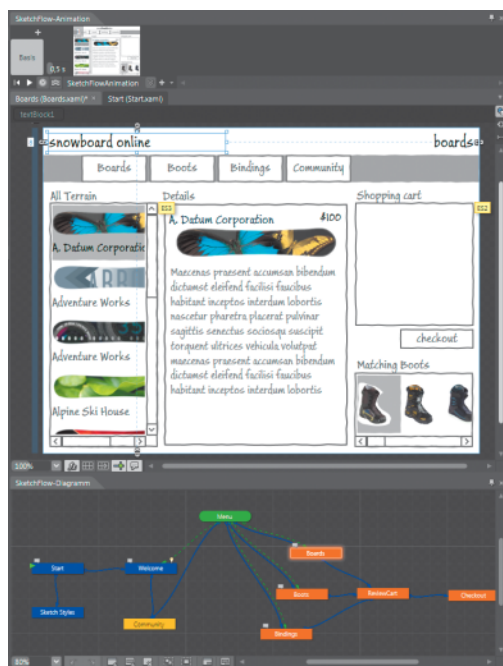 SketchFlow-Animation
Basis
0,5 s
SketchFlowAnimation
Boards (Boards.xaml)* × Start (Start.xaml)
textBlock1
snowboard online boards
Boards Boots Bindings Community
All Terrain Details Shopping cart
BS3
BS2
A. Datum Corporation $100
A. Datum Corporation
Maecenas praesent accumsan bibendum
dictumst eleifend facilisi faucibus
habitant inceptos interdum lobortis
nascetur pharetra placerat pulvinar
sagittis senectus sociosqu suscipit
torquent ultrices vehicula volutpat
maecenas praesent accumsan bibendum
dictumst eleifend facilisi faucibus
habitant inceptos interdum lobortis
Adventure Works
Adventure Works
Alpine Ski House
checkout
Matching Boots
100%
SketchFlow-Diagramm
Menu
Boards
Start Welcome
Boots ReviewCart Checkout
Sketch Styles
Community
Bindings
80%